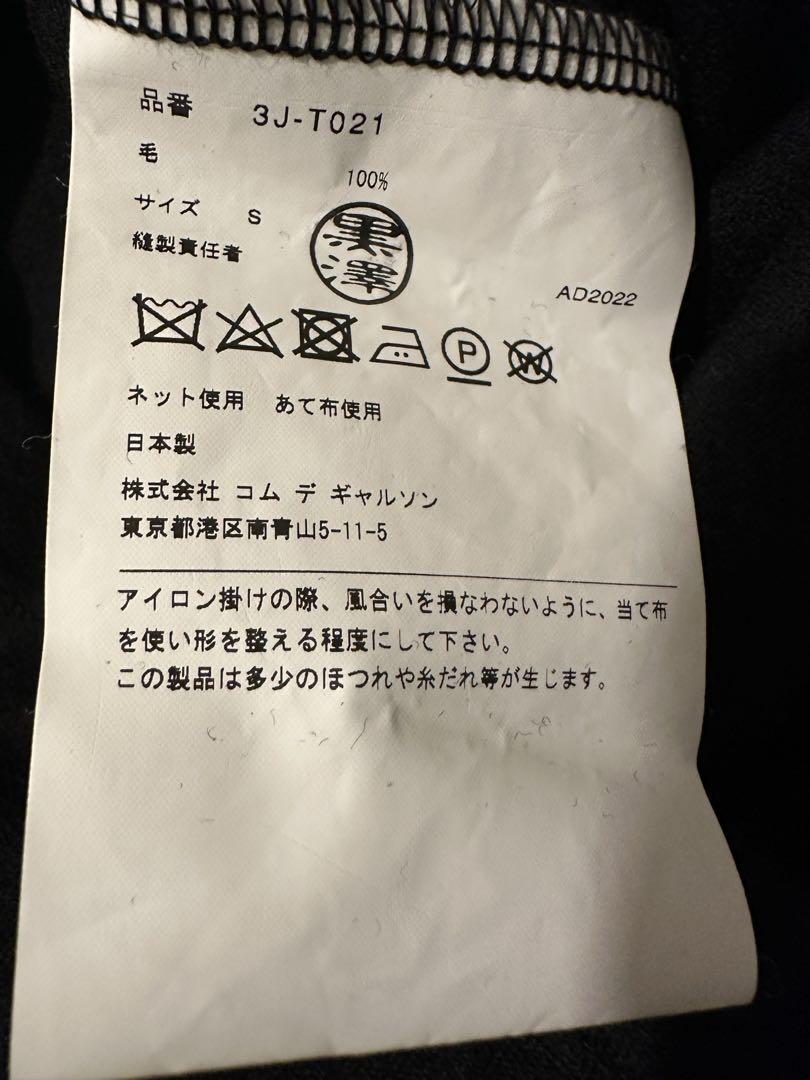 品番 3J-T021
毛
100%
サイズ S
縫製責任者 黒澤
AD2022
P W
ネット使用 あて布使用
日本製
株式会社 コム デ ギャルソン
東京都港区南青山5-11-5
アイロン掛けの際、風合いを損なわないように、当て布
を使い形を整える程度にして下さい。
この製品は多少のほつれや糸だれ等が生じます。